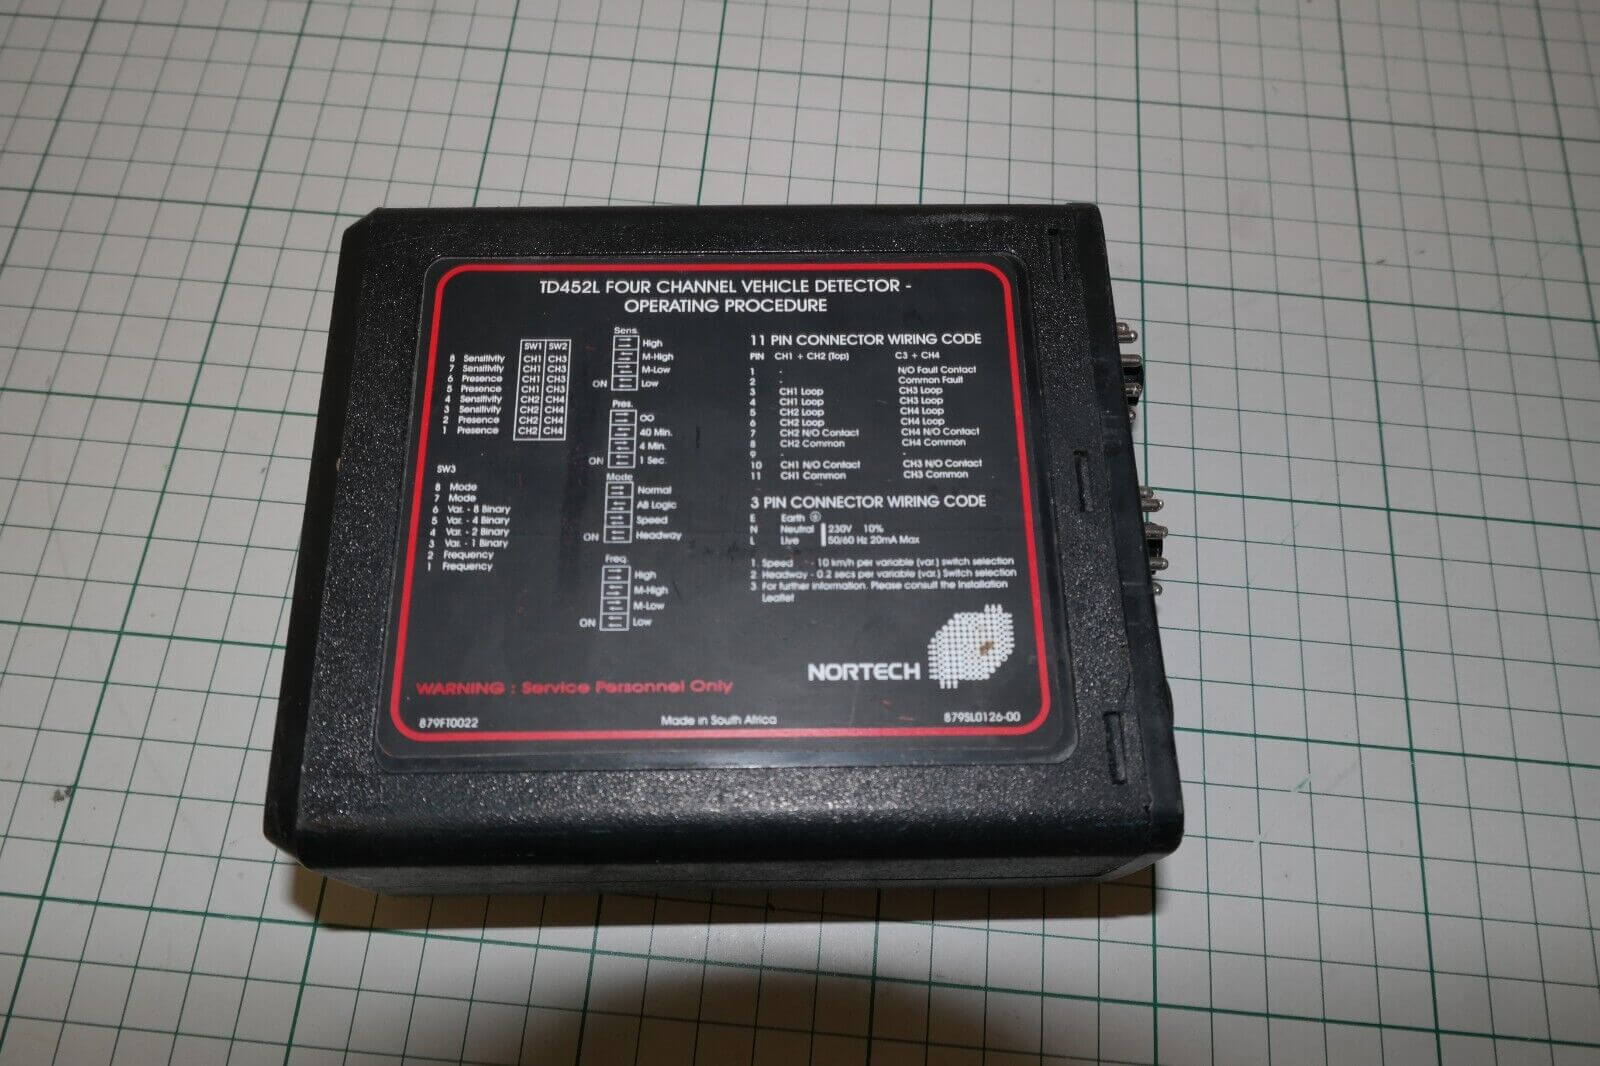 TD452L FOUR CHANNEL VEHICLE DETECTOR -
OPERATING PROCEDURE
SW1 SW2
8 Sensitivity CH1 CH3
7 Sensitivity CH1 CH3
6 Presence CH1 CH3
5 Presence CH1 CH3
4 Sensitivity CH2 CH4
3 Sensitivity CH2 CH4
2 Presence CH2 CH4
1 Presence CH2 CH4
SW3
8 Mode
7 Mode
6 Var. - 8 Binary
5 Var. - 4 Binary
4 Var. - 2 Binary
3 Var. - 1 Binary
2 Frequency
1 Frequency
Sens.
High
M-High
M-Low
ON Low
Pres.
∞
40 Min.
4 Min.
ON 1 Sec.
Mode
Normal
AB Logic
Speed
ON Headway
Freq.
High
M-High
M-Low
ON Low
11 PIN CONNECTOR WIRING CODE
PIN CH1 + CH2 (Top) C3 + CH4
1 - N/O Fault Contact
2 - Common Fault
3 CH1 Loop CH3 Loop
4 CH1 Loop CH3 Loop
5 CH2 Loop CH4 Loop
6 CH2 Loop CH4 Loop
7 CH2 N/O Contact CH4 N/O Contact
8 CH2 Common CH4 Common
9 - -
10 CH1 N/O Contact CH3 N/O Contact
11 CH1 Common CH3 Common
3 PIN CONNECTOR WIRING CODE
E Earth
N Neutral 230V 10%
L Live 50/60 Hz 20mA Max
1. Speed - 10 km/h per variable (var.) switch selection
2. Headway - 0.2 secs per variable (var.) Switch selection
3. For further information. Please consult the Installation
Leaflet
NORTECH
WARNING : Service Personnel Only
879FT0022 Made in South Africa 879SL0126-00